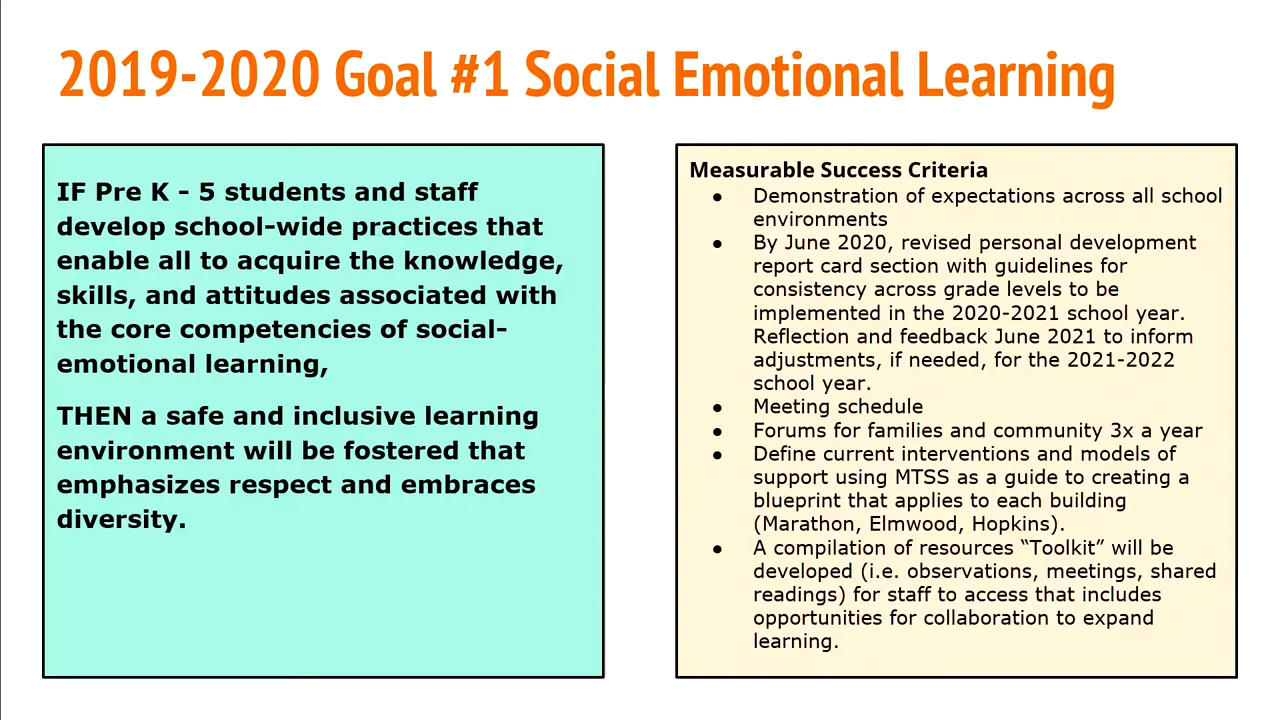 2019-2020 Goal #1 Social Emotional Learning
IF Pre K - 5 students and staff
develop school-wide practices that
enable all to acquire the knowledge,
skills, and attitudes associated with
the core competencies of social-
emotional learning,
THEN a safe and inclusive learning
environment will be fostered that
emphasizes respect and embraces
diversity.
Measurable Success Criteria
● Demonstration of expectations across all school
environments
● By June 2020, revised personal development
report card section with guidelines for
consistency across grade levels to be
implemented in the 2020-2021 school year.
Reflection and feedback June 2021 to inform
adjustments, if needed, for the 2021-2022
school year.
● Meeting schedule
● Forums for families and community 3x a year
● Define current interventions and models of
support using MTSS as a guide to creating a
blueprint that applies to each building
(Marathon, Elmwood, Hopkins).
● A compilation of resources “Toolkit” will be
developed (i.e. observations, meetings, shared
readings) for staff to access that includes
opportunities for collaboration to expand
learning.